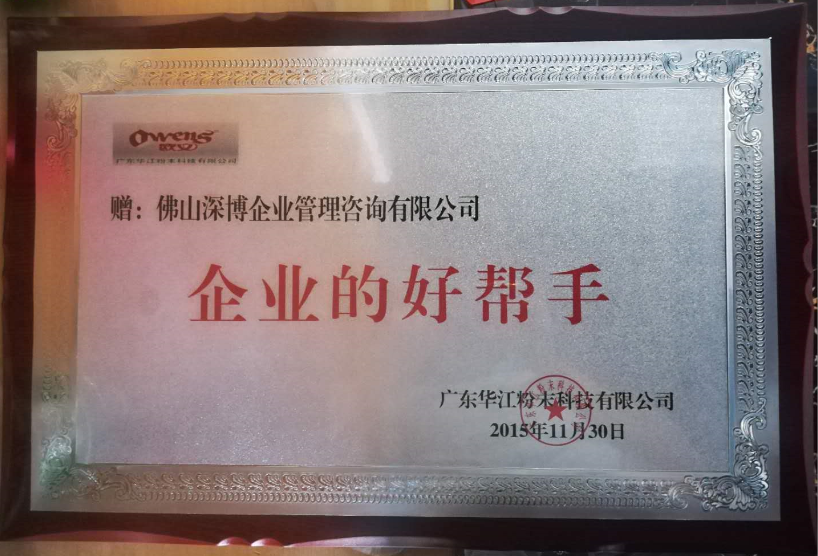 Owens
欧文
广东华江粉末科技有限公司
赠：佛山深博企业管理咨询有限公司
企业的好帮手
广东华江粉末科技有限公司
2015年11月30日